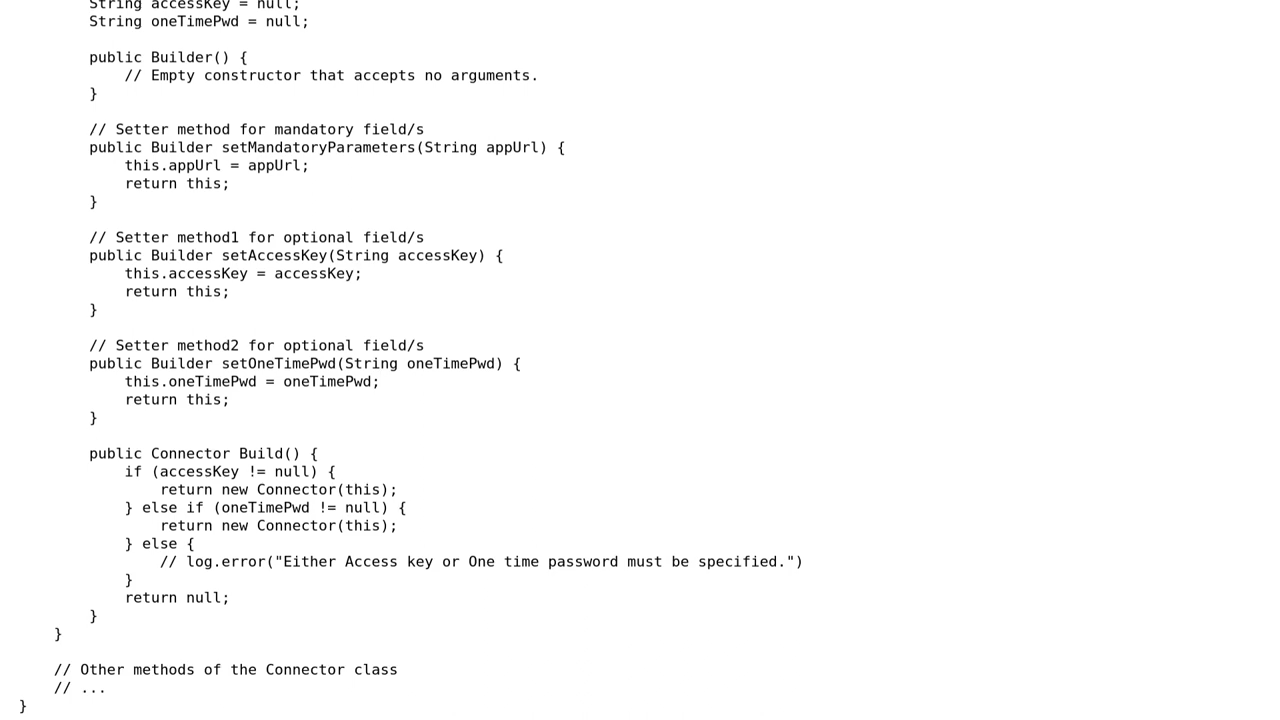 String accessKey = null;
String oneTimePwd = null;
public Builder() {
// Empty constructor that accepts no arguments.
}
// Setter method for mandatory field/s
public Builder setMandatoryParameters(String appUrl) {
this.appUrl = appUrl;
return this;
}
// Setter method1 for optional field/s
public Builder setAccessKey(String accessKey) {
this.accessKey = accessKey;
return this;
}
// Setter method2 for optional field/s
public Builder setOneTimePwd(String oneTimePwd) {
this.oneTimePwd = oneTimePwd;
return this;
}
public Connector Build() {
if (accessKey != null) {
return new Connector(this);
} else if (oneTimePwd != null) {
return new Connector(this);
} else {
// log.error("Either Access key or One time password must be specified.")
}
return null;
}
}
// Other methods of the Connector class
// ...
}